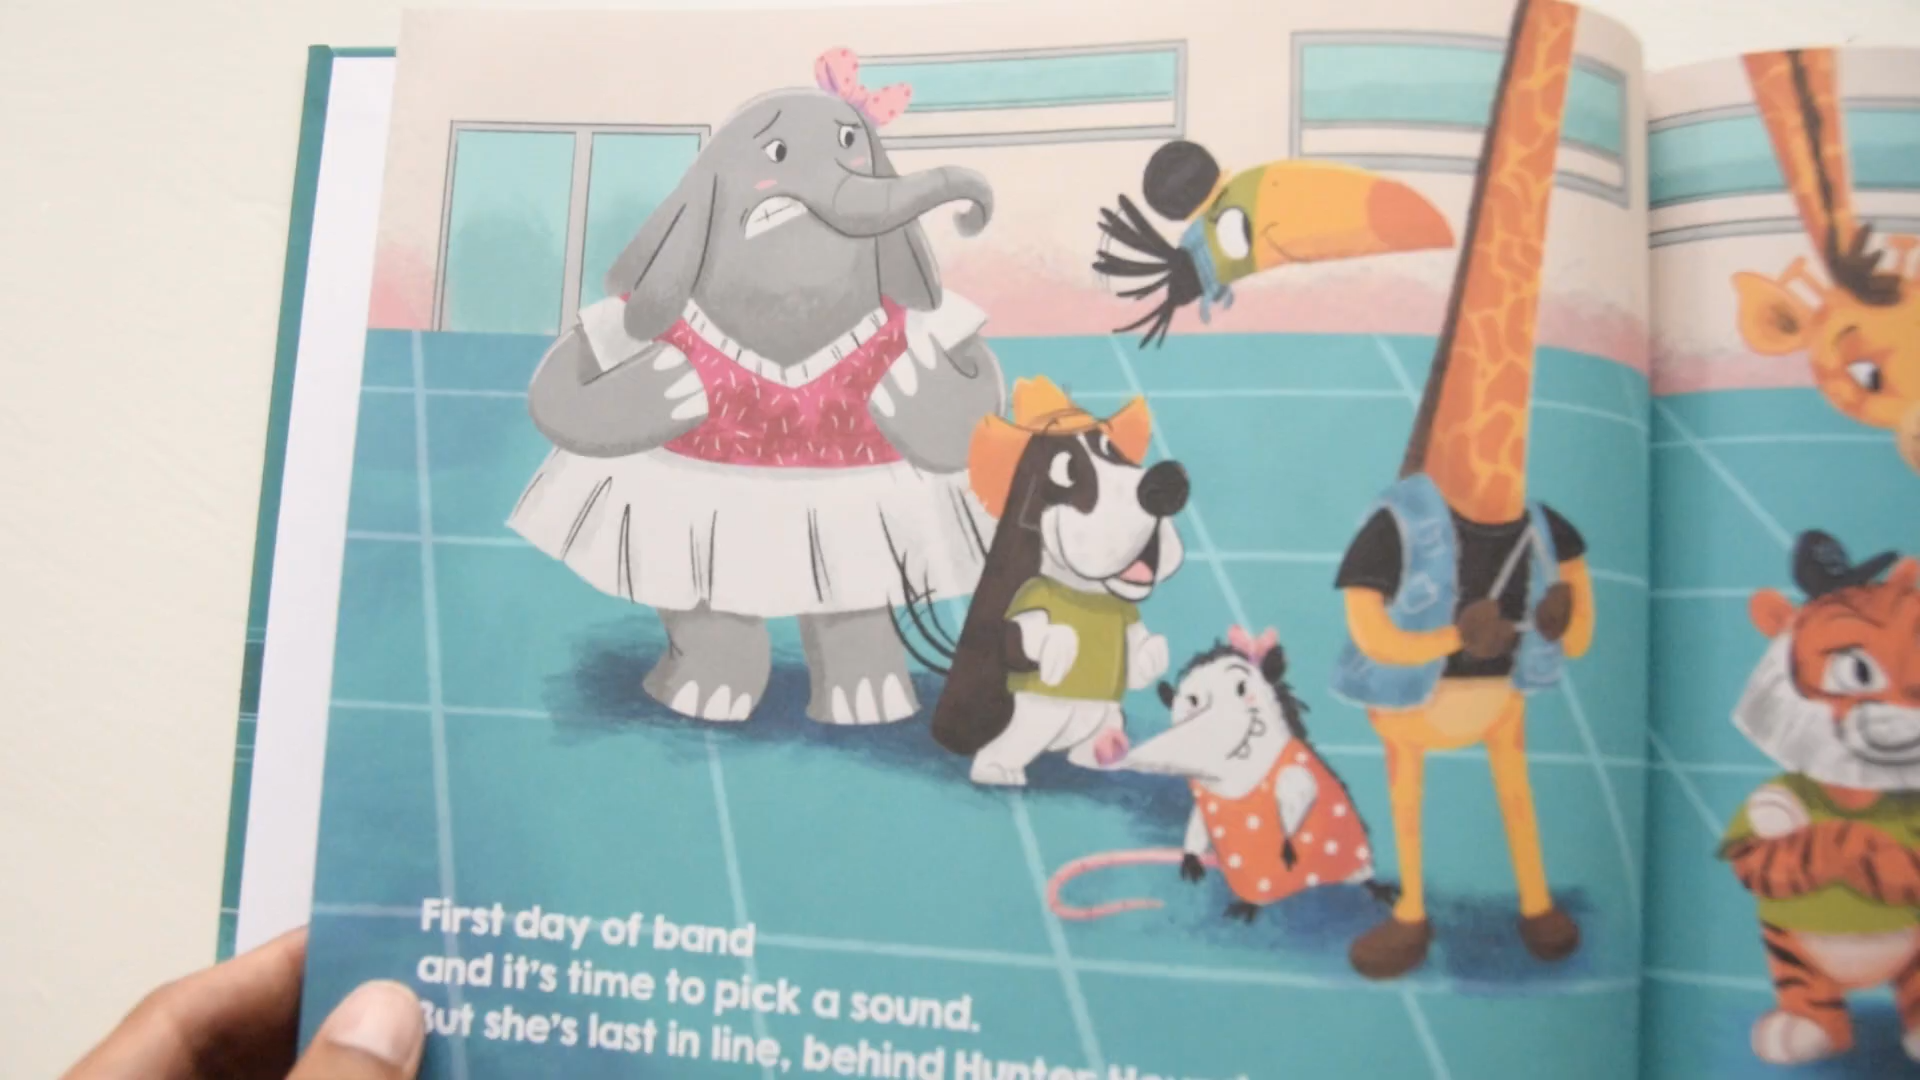 First day of band
and it's time to pick a sound.
But she's last in line, behind Hunter